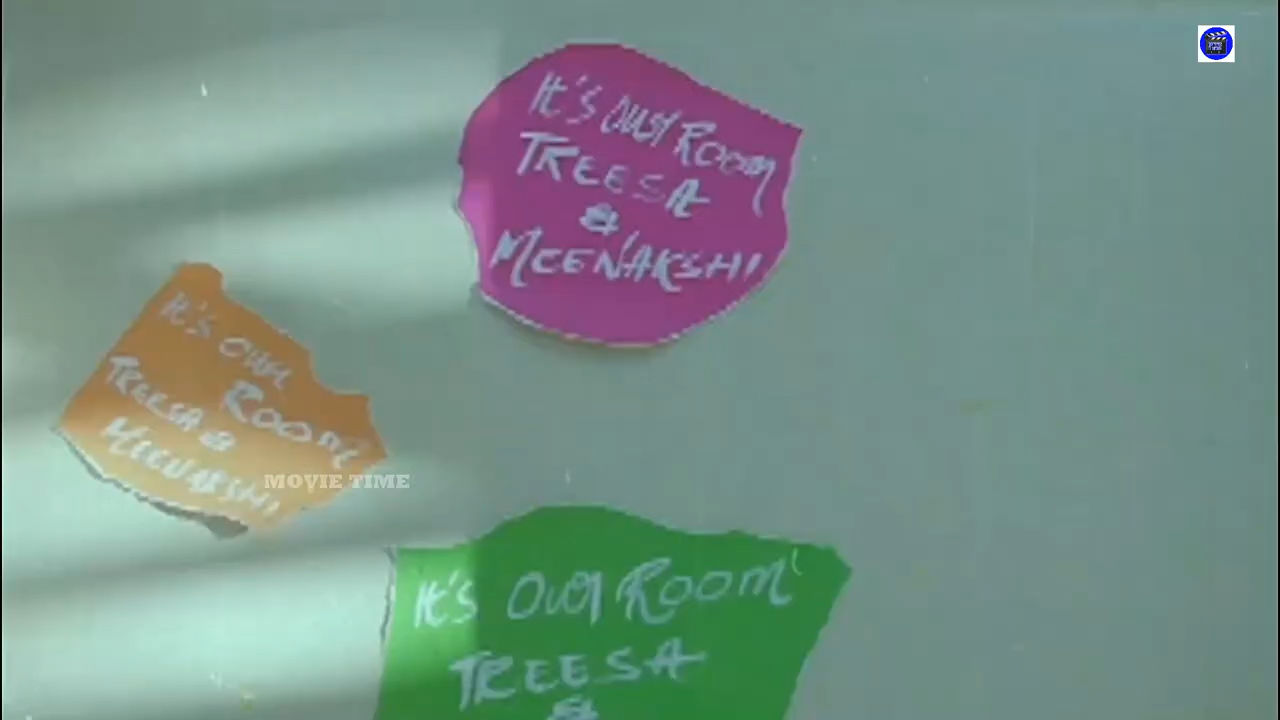 It's our Room
TREESA
&
MEENAKSHI
It's our
Room
TREESA &
MEENAKSHI
MOVIE TIME
It's our Room
TREESA
&